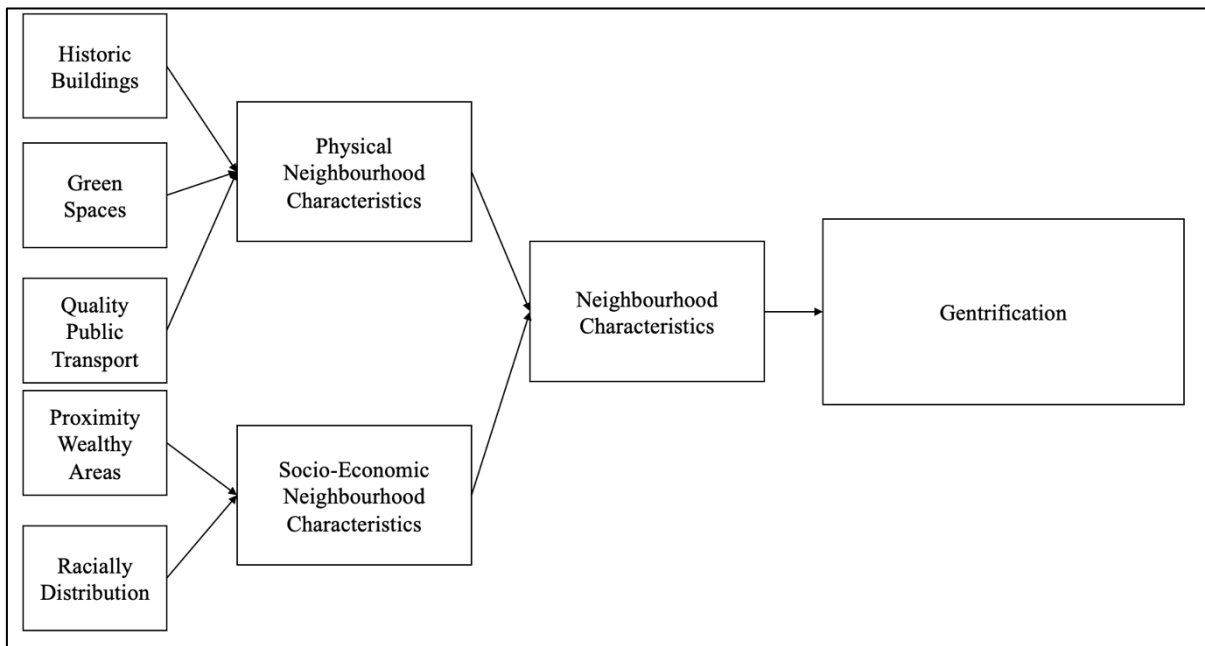 Historic
Buildings
Green
Spaces
Quality
Public
Transport
Proximity
Wealthy
Areas
Racially
Distribution
Physical
Neighbourhood
Characteristics
Socio-Economic
Neighbourhood
Characteristics
Neighbourhood
Characteristics
Gentrification